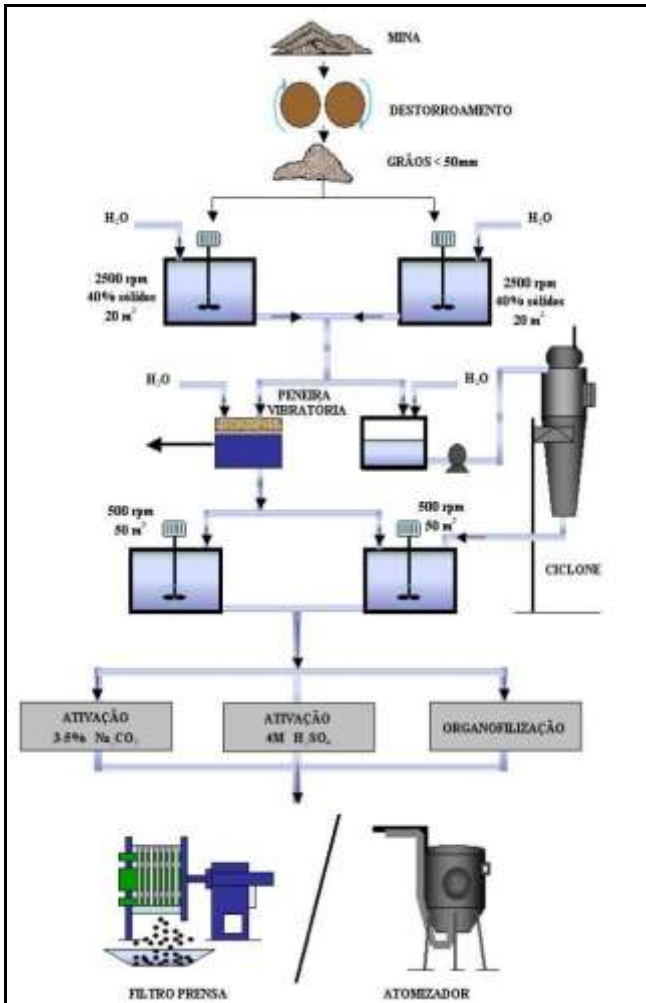 MINA
DESTORROAMENTO
GRÃOS < 50mm
H₂O
H₂O
2500 rpm
40% sólidos
20 m³
2500 rpm
40% sólidos
20 m³
H₂O
PENEIRA
VIBRATÓRIA
H₂O
500 rpm
50 m³
500 rpm
50 m³
CICLONE
ATIVAÇÃO
3-5% Na₂CO₃
ATIVAÇÃO
4M H₂SO₄
ORGANOFILIZAÇÃO
FILTRO PRENSA
ATOMIZADOR